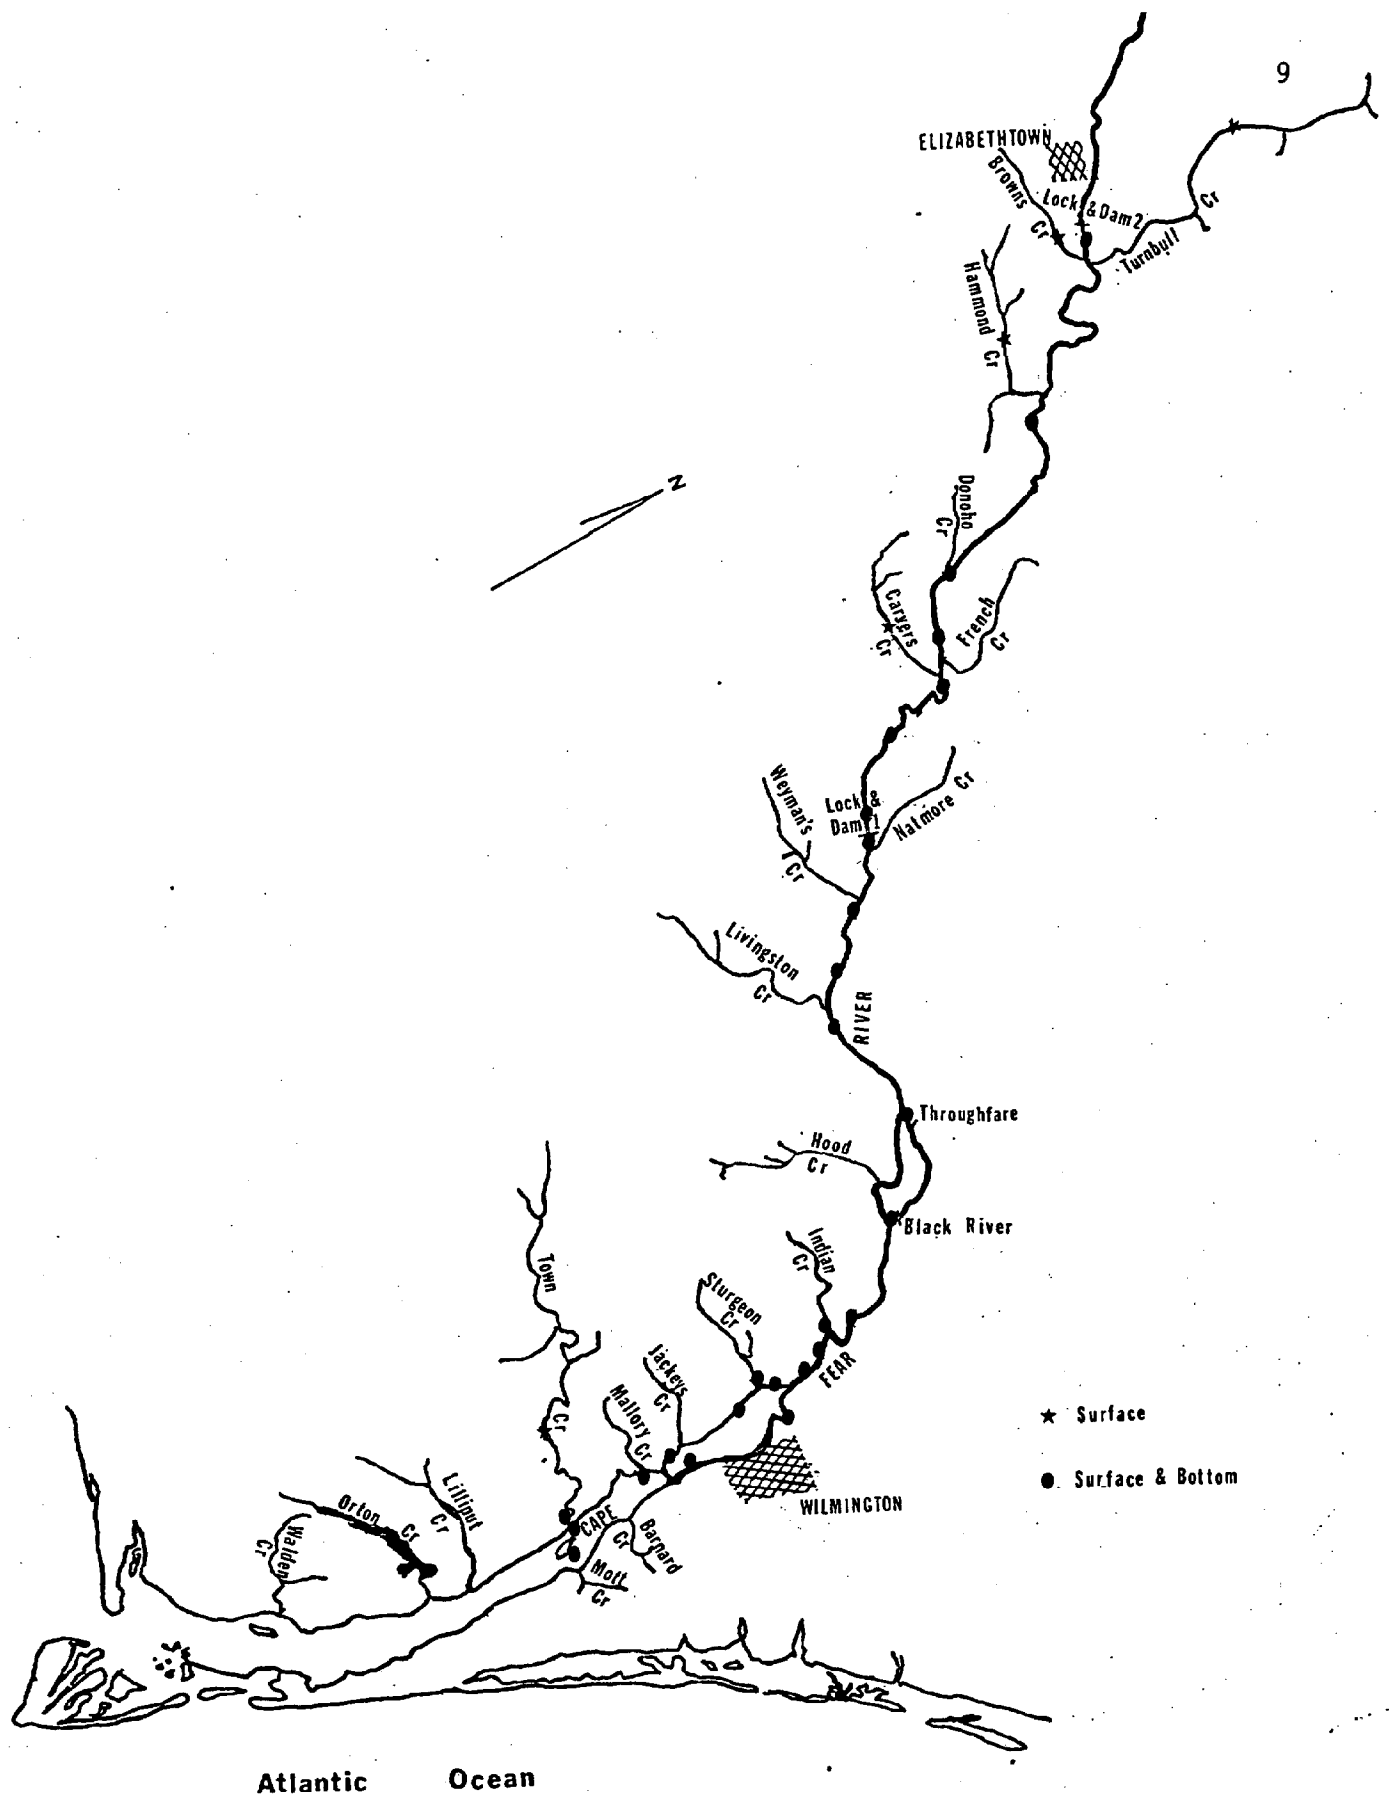 9
ELIZABETHTOWN
Browns
Cr
Lock & Dam 2
Turnbull
Cr
Hammond
Cr
N
Donoho
Cr
Carvers
Cr
French
Cr
Weyman's
Cr
Lock &
Dam 1
Natmore Cr
Livingston
Cr
RIVER
Throughfare
Hood
Cr
Black River
Indian
Cr
Town
Cr
Sturgeon
Cr
Jackeys
Cr
FEAR
Mallory
Cr
Surface
Surface & Bottom
WILMINGTON
Lilliput
Cr
Orton
Cr
Walden
Cr
CAPE
Barnard
Cr
Mott
Cr
Atlantic Ocean